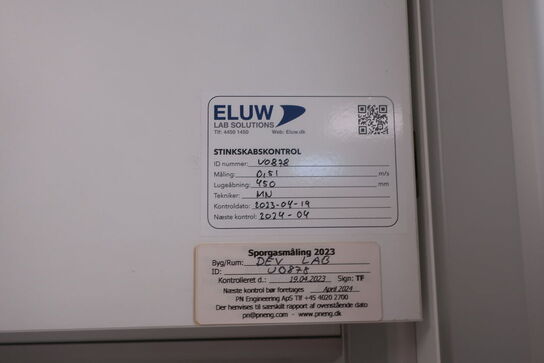 ELUW
LAB SOLUTIONS
Tlf: 4450 1450 Web: Eluw.dk
STINKSKABSKONTROL
ID nummer: U0878
Måling: 0,51 m/s
Lugeåbning: 450 mm
Tekniker: MN
Kontroldato: 2023-04-19
Næste kontrol: 2024-04
Sporgasmåling 2023
Byg/Rum: DEV LAB
ID: U0878
Kontrolleret d.: 19.04.2023 Sign: TF
Næste kontrol bør foretages April 2024
PN Engineering ApS Tlf +45 4020 2700
Der henvises til særskilt rapport af ovenstående dato
pn@pneng.com - www.pneng.dk